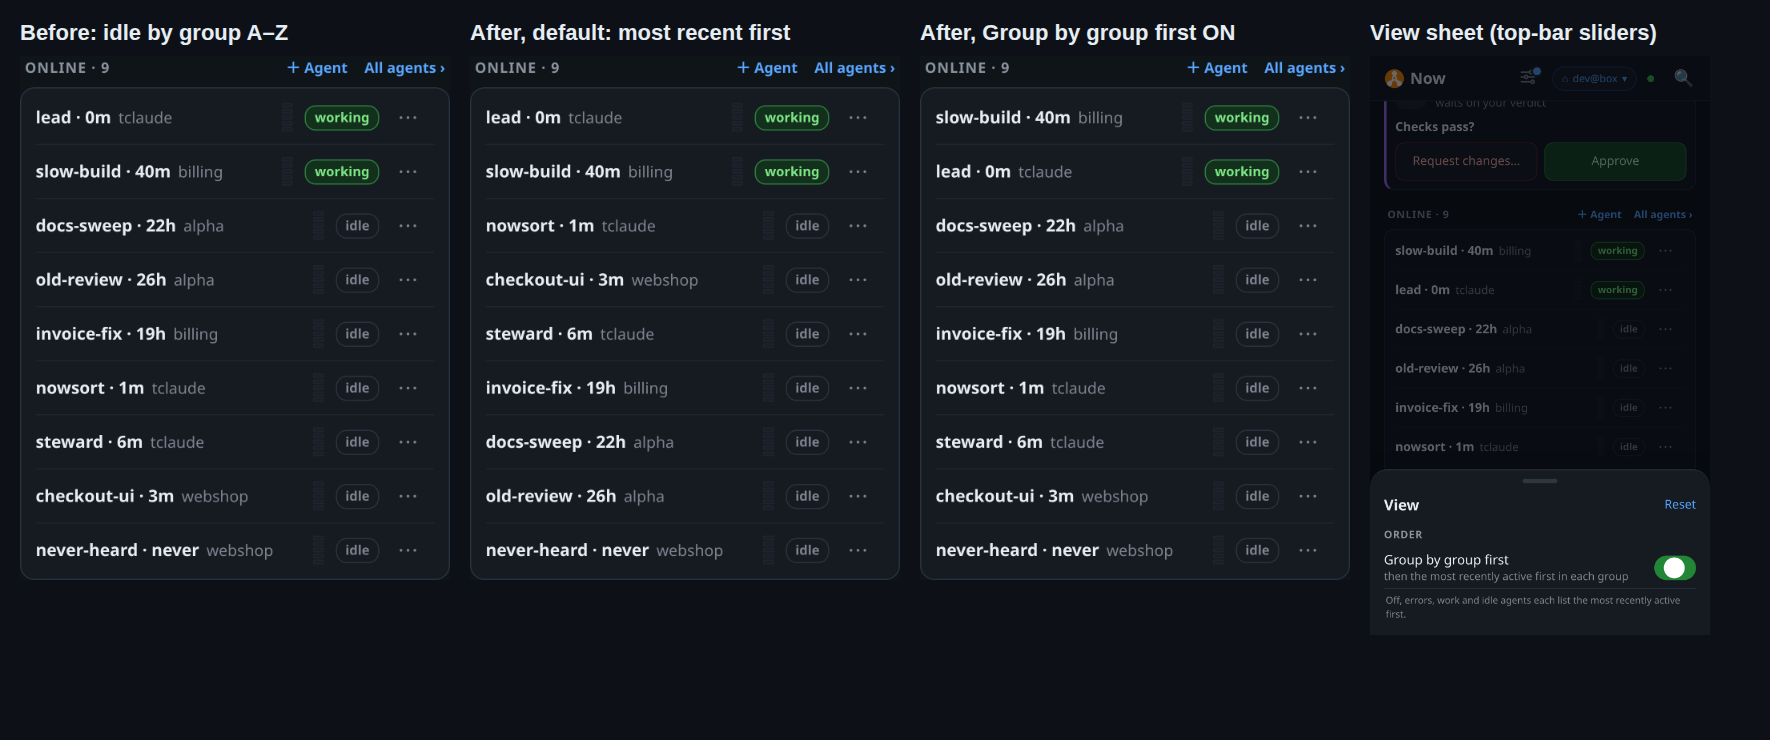 Before: idle by group A–Z
ONLINE · 9 + Agent All agents ›
lead · 0m tclaude working ···
slow-build · 40m billing working ···
docs-sweep · 22h alpha idle ···
old-review · 26h alpha idle ···
invoice-fix · 19h billing idle ···
nowsort · 1m tclaude idle ···
steward · 6m tclaude idle ···
checkout-ui · 3m webshop idle ···
never-heard · never webshop idle ···
After, default: most recent first
ONLINE · 9 + Agent All agents ›
lead · 0m tclaude working ···
slow-build · 40m billing working ···
nowsort · 1m tclaude idle ···
checkout-ui · 3m webshop idle ···
steward · 6m tclaude idle ···
invoice-fix · 19h billing idle ···
docs-sweep · 22h alpha idle ···
old-review · 26h alpha idle ···
never-heard · never webshop idle ···
After, Group by group first ON
ONLINE · 9 + Agent All agents ›
slow-build · 40m billing working ···
lead · 0m tclaude working ···
docs-sweep · 22h alpha idle ···
old-review · 26h alpha idle ···
invoice-fix · 19h billing idle ···
nowsort · 1m tclaude idle ···
steward · 6m tclaude idle ···
checkout-ui · 3m webshop idle ···
never-heard · never webshop idle ···
View sheet (top-bar sliders)
Now dev@box ▾
waits on your verdict
Checks pass?
Request changes... Approve
ONLINE · 9 + Agent All agents ›
slow-build · 40m billing working ···
lead · 0m tclaude working ···
docs-sweep · 22h alpha idle ···
old-review · 26h alpha idle ···
invoice-fix · 19h billing idle ···
nowsort · 1m tclaude idle ···
View Reset
ORDER
Group by group first
then the most recently active first in each group
Off, errors, work and idle agents each list the most recently active
first.